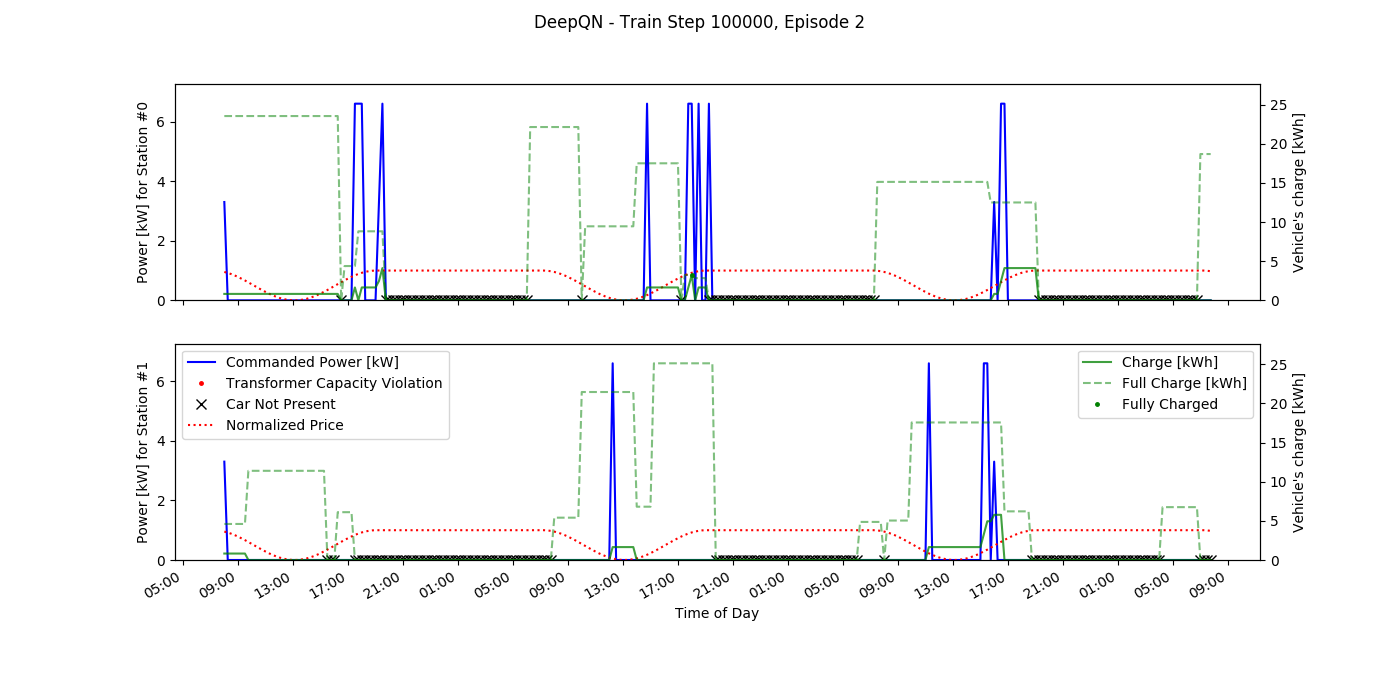 DeepQN - Train Step 100000, Episode 2
Power [kW] for Station #0
6
4
2
0
25
20
15
10
5
0
Vehicle's charge [kWh]
Power [kW] for Station #1
6
4
2
0
Commanded Power [kW]
Transformer Capacity Violation
Car Not Present
Normalized Price
Charge [kWh]
Full Charge [kWh]
Fully Charged
25
20
15
10
5
0
Vehicle's charge [kWh]
05:00 09:00 13:00 17:00 21:00 01:00 05:00 09:00 13:00 17:00 21:00 01:00 05:00 09:00 13:00 17:00 21:00 01:00 05:00 09:00
Time of Day